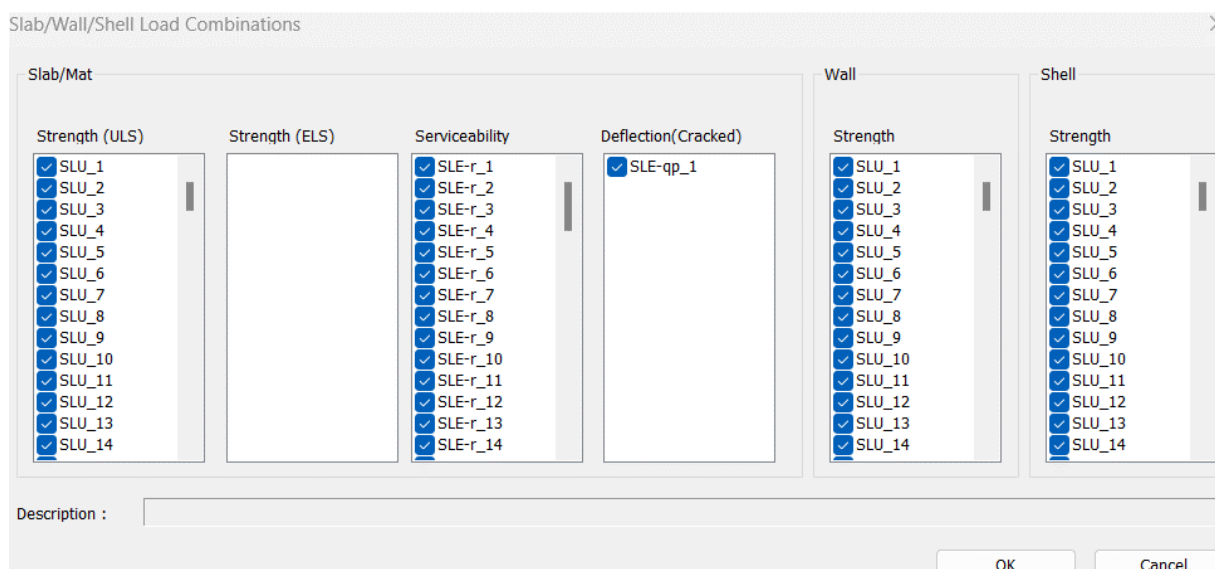 Slab/Wall/Shell Load Combinations
Slab/Mat
Strength (ULS)
SLU_1
SLU_2
SLU_3
SLU_4
SLU_5
SLU_6
SLU_7
SLU_8
SLU_9
SLU_10
SLU_11
SLU_12
SLU_13
SLU_14
Strength (ELS)
Serviceability
SLE-r_1
SLE-r_2
SLE-r_3
SLE-r_4
SLE-r_5
SLE-r_6
SLE-r_7
SLE-r_8
SLE-r_9
SLE-r_10
SLE-r_11
SLE-r_12
SLE-r_13
SLE-r_14
Deflection(Cracked)
SLE-qp_1
Wall
Strength
SLU_1
SLU_2
SLU_3
SLU_4
SLU_5
SLU_6
SLU_7
SLU_8
SLU_9
SLU_10
SLU_11
SLU_12
SLU_13
SLU_14
Shell
Strength
SLU_1
SLU_2
SLU_3
SLU_4
SLU_5
SLU_6
SLU_7
SLU_8
SLU_9
SLU_10
SLU_11
SLU_12
SLU_13
SLU_14
Description :
OK
Cancel